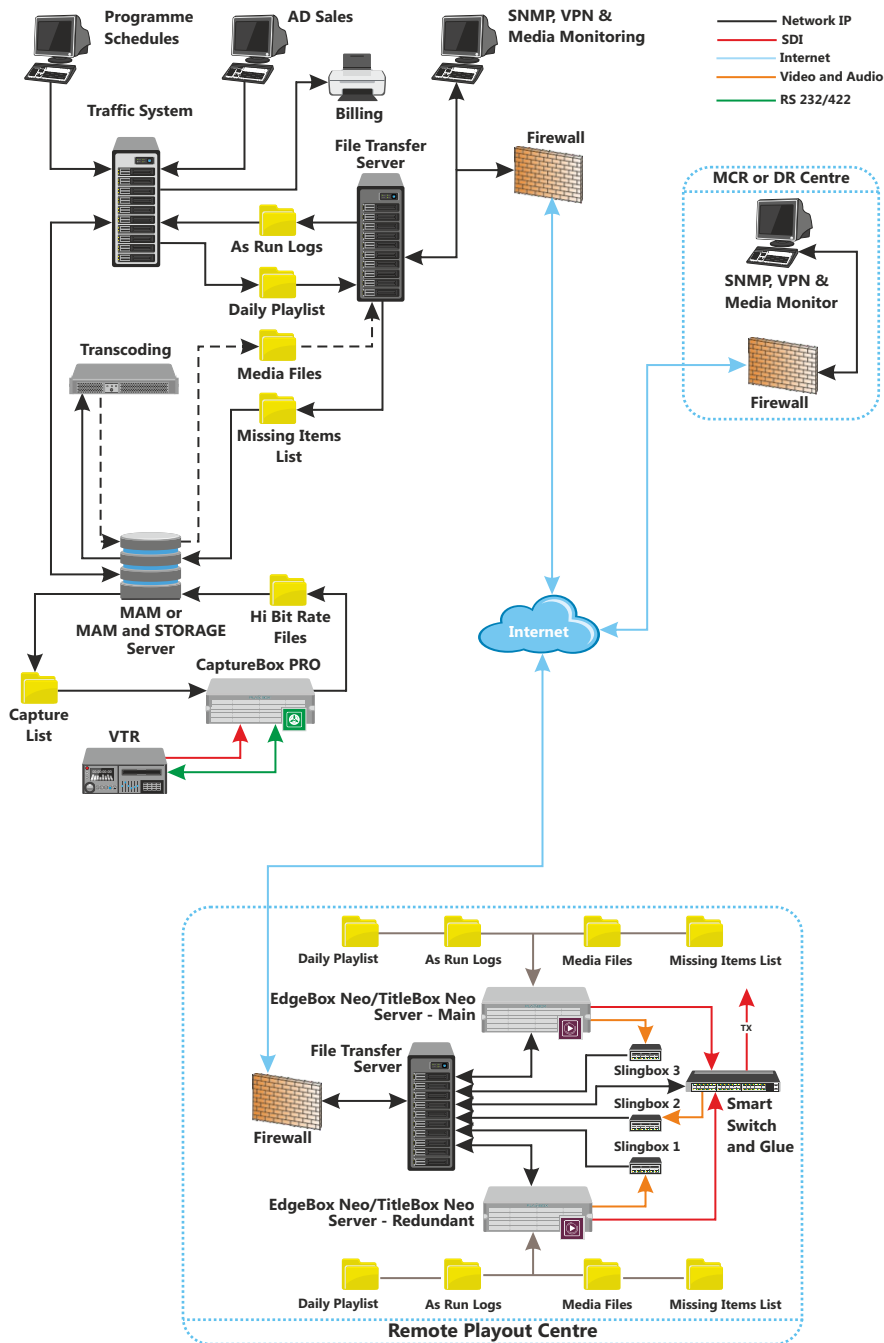 Programme
Schedules
AD Sales
SNMP, VPN &
Media Monitoring
Network IP
SDI
Internet
Video and Audio
RS 232/422
Traffic System
Billing
File Transfer
Server
Firewall
MCR or DR Centre
SNMP, VPN &
Media Monitor
Firewall
As Run Logs
Daily Playlist
Transcoding
Media Files
Missing Items
List
MAM or
MAM and STORAGE
Server
Hi Bit Rate
Files
Internet
CaptureBox PRO
Capture
List
VTR
Daily Playlist
As Run Logs
Media Files
Missing Items List
EdgeBox Neo/TitleBox Neo
Server - Main
TX
File Transfer
Server
Slingbox 3
Slingbox 2
Smart
Switch
and Glue
Firewall
Slingbox 1
EdgeBox Neo/TitleBox Neo
Server - Redundant
Daily Playlist
As Run Logs
Media Files
Missing Items List
Remote Playout Centre